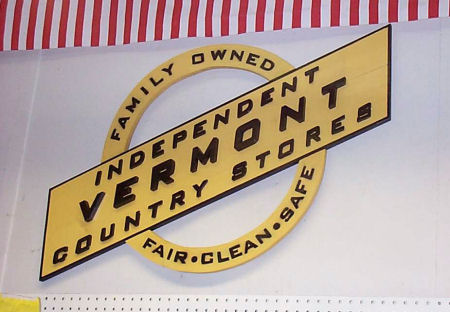 FAMILY OWNED
INDEPENDENT
VERMONT
COUNTRY STORES
FAIR•CLEAN•SAFE